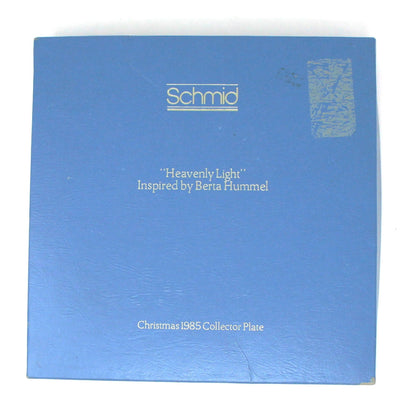 Schmid
"Heavenly Light"
Inspired by Berta Hummel
Christmas 1985 Collector Plate